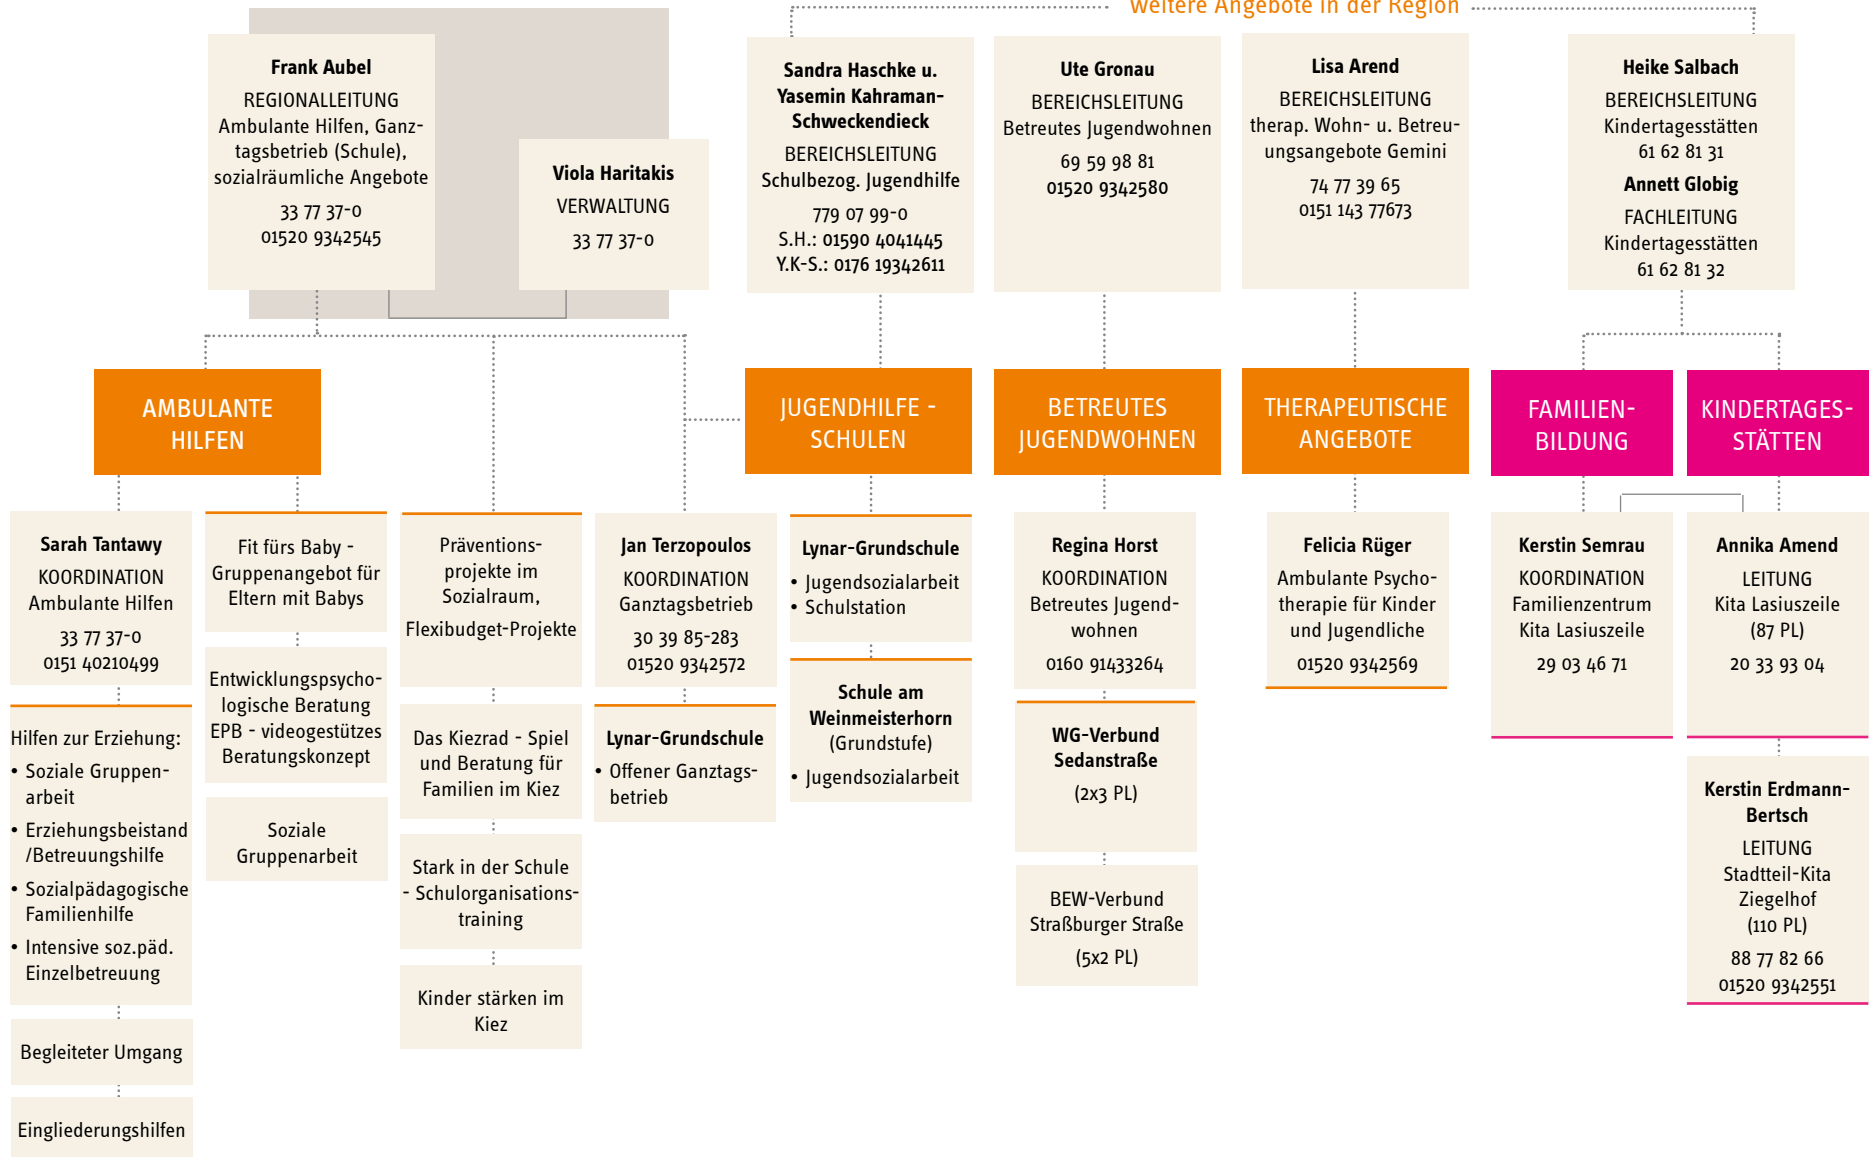 weitere Angebote in der Region
Frank Aubel
REGIONALLEITUNG
Ambulante Hilfen, Ganz-
tagsbetrieb (Schule),
sozialräumliche Angebote
33 77 37-0
01520 9342545
Viola Haritakis
VERWALTUNG
33 77 37-0
Sandra Haschke u.
Yasemin Kahraman-
Schweckendieck
BEREICHSLEITUNG
Schulbezog. Jugendhilfe
779 07 99-0
S.H.: 01590 4041445
Y.K-S.: 0176 19342611
Ute Gronau
BEREICHSLEITUNG
Betreutes Jugendwohnen
69 59 98 81
01520 9342580
Lisa Arend
BEREICHSLEITUNG
therap. Wohn- u. Betreu-
ungsangebote Gemini
74 77 39 65
0151 143 77673
Heike Salbach
BEREICHSLEITUNG
Kindertagesstätten
61 62 81 31
Annett Globig
FACHLEITUNG
Kindertagesstätten
61 62 81 32
AMBULANTE
HILFEN
JUGENDHILFE -
SCHULEN
BETREUTES
JUGENDWOHNEN
THERAPEUTISCHE
ANGEBOTE
FAMILIEN-
BILDUNG
KINDERTAGES-
STÄTTEN
Sarah Tantawy
KOORDINATION
Ambulante Hilfen
33 77 37-0
0151 40210499
Hilfen zur Erziehung:
• Soziale Gruppen-
arbeit
• Erziehungsbeistand
/Betreuungshilfe
• Sozialpädagogische
Familienhilfe
• Intensive soz.päd.
Einzelbetreuung
Begleiteter Umgang
Eingliederungshilfen
Fit fürs Baby -
Gruppenangebot für
Eltern mit Babys
Entwicklungspsycho-
logische Beratung
EPB - videogestütztes
Beratungskonzept
Soziale
Gruppenarbeit
Präventions-
projekte im
Sozialraum,
Flexibudget-Projekte
Das Kiezrad - Spiel
und Beratung für
Familien im Kiez
Stark in der Schule
- Schulorganisations-
training
Kinder stärken im
Kiez
Jan Terzopoulos
KOORDINATION
Ganztagsbetrieb
30 39 85-283
01520 9342572
Lynar-Grundschule
• Offener Ganztags-
betrieb
Lynar-Grundschule
• Jugendsozialarbeit
• Schulstation
Schule am
Weinmeisterhorn
(Grundstufe)
• Jugendsozialarbeit
Regina Horst
KOORDINATION
Betreutes Jugend-
wohnen
0160 91433264
WG-Verbund
Sedanstraße
(2x3 PL)
BEW-Verbund
Straßburger Straße
(5x2 PL)
Felicia Rüger
Ambulante Psycho-
therapie für Kinder
und Jugendliche
01520 9342569
Kerstin Semrau
KOORDINATION
Familienzentrum
Kita Lasiuszeile
29 03 46 71
Annika Amend
LEITUNG
Kita Lasiuszeile
(87 PL)
20 33 93 04
Kerstin Erdmann-
Bertsch
LEITUNG
Stadtteil-Kita
Ziegelhof
(110 PL)
88 77 82 66
01520 9342551